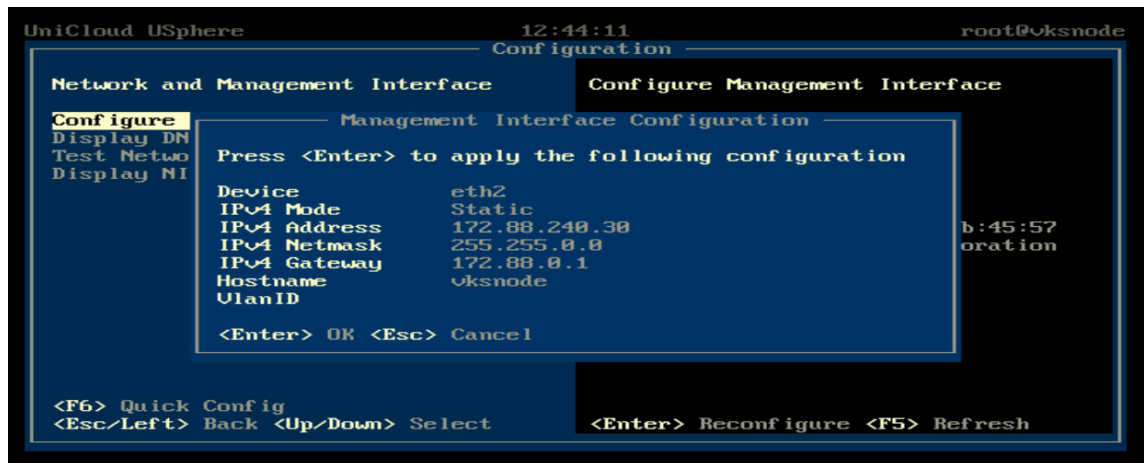 UniCloud USphere 12:44:11 root@vksnode
Configuration
Network and Management Interface Configure Management Interface
Configure
Management Interface Configuration
Display DN
Test Netwo
Press <Enter> to apply the following configuration
Display NI
Device eth2
IPv4 Mode Static
IPv4 Address 172.88.240.30 b:45:57
IPv4 Netmask 255.255.0.0 oration
IPv4 Gateway 172.88.0.1
Hostname vksnode
VlanID
<Enter> OK <Esc> Cancel
<F6> Quick Config
<Esc/Left> Back <Up/Down> Select <Enter> Reconfigure <F5> Refresh